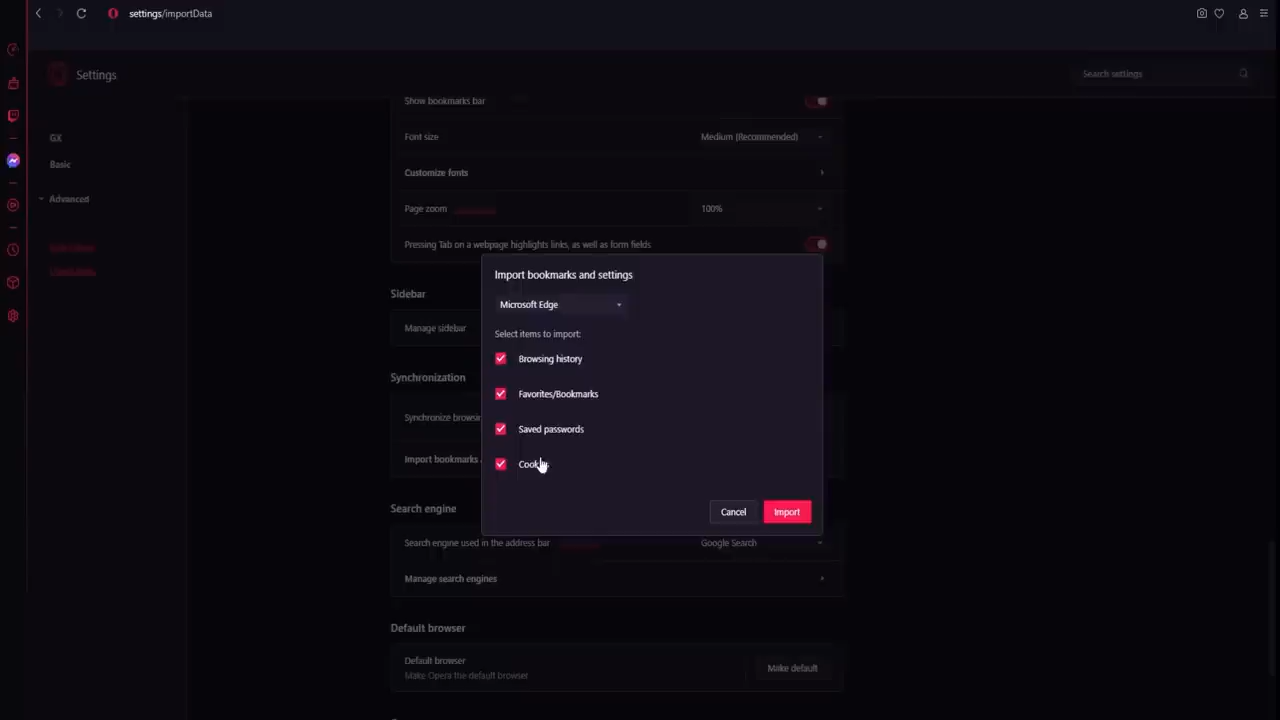 settings/importData
Settings
Search settings
Show bookmarks bar
GX
Font size
Medium (Recommended)
Basic
Customize fonts
Advanced
Page zoom
100%
Pressing Tab on a webpage highlights links, as well as form fields
Import bookmarks and settings
Microsoft Edge
Select items to import:
Browsing history
Favorites/Bookmarks
Saved passwords
Cancel
Import
Sidebar
Manage sidebar
Synchronization
Synchronize
Import bookmarks
Search engine
Search engine used in the address bar
Google Search
Manage search engines
Default browser
Default browser
Make Opera the default browser
Make default